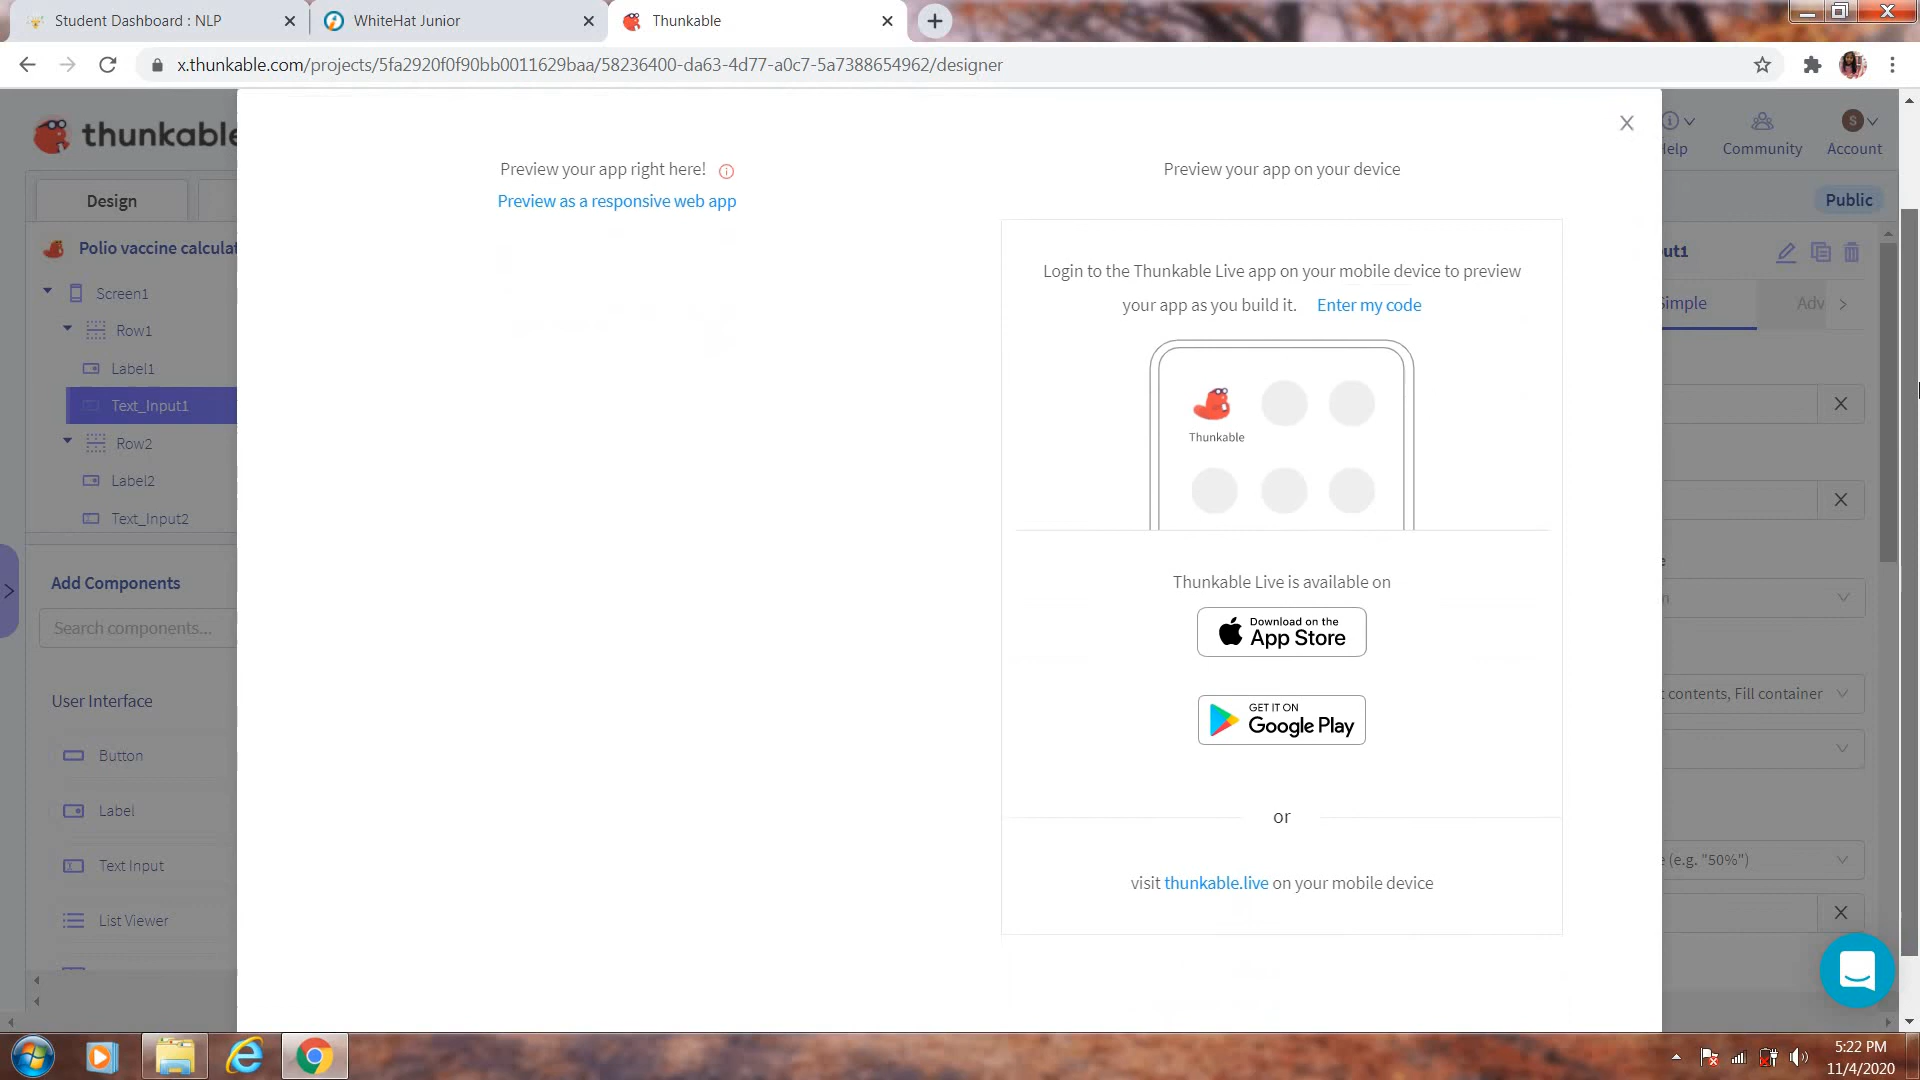 Student Dashboard : NLP
WhiteHat Junior
Thunkable
x.thunkable.com/projects/5fa2920f0f90bb0011629baa/58236400-da63-4d77-a0c7-5a7388654962/designer
thunkable
Help
Community
S
Account
Design
Public
Polio vaccine calculat
ut1
Screen1
Row1
Label1
Text_Input1
Row2
Label2
Text_Input2
Simple
Adv
Add Components
Search components...
User Interface
Button
Label
Text Input
List Viewer
contents, Fill container
(e.g. "50%")
Preview your app right here!
Preview as a responsive web app
Preview your app on your device
Login to the Thunkable Live app on your mobile device to preview
your app as you build it. Enter my code
Thunkable
Thunkable Live is available on
Download on the
App Store
GET IT ON
Google Play
or
visit thunkable.live on your mobile device
5:22 PM
11/4/2020